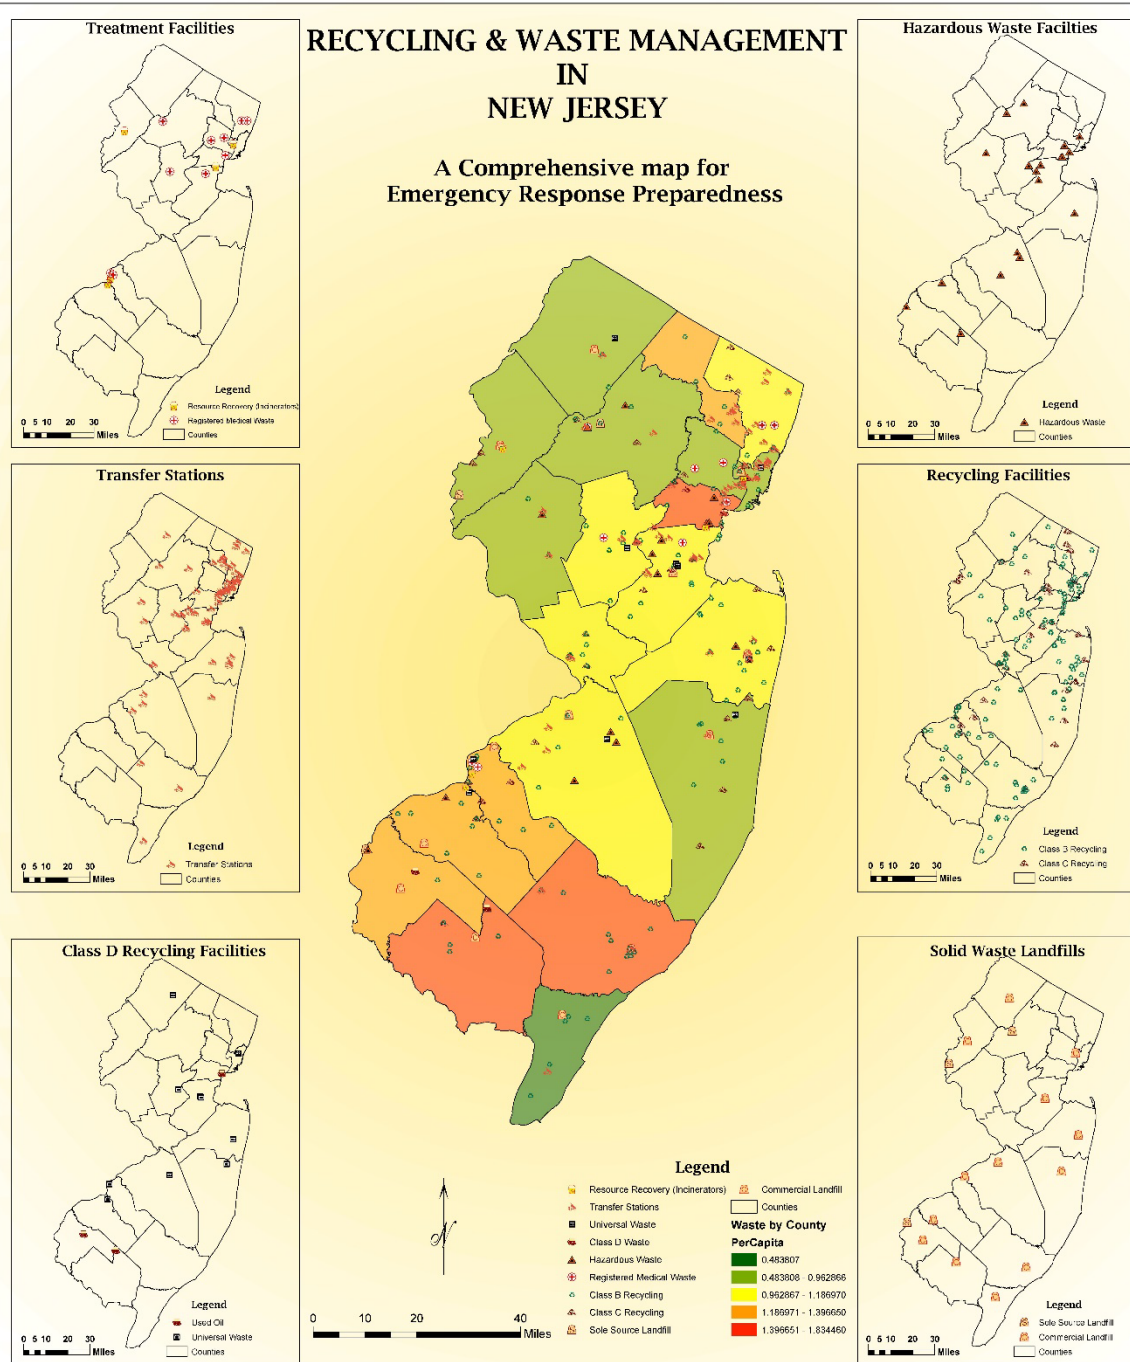 RECYCLING & WASTE MANAGEMENT
IN
NEW JERSEY
A Comprehensive map for
Emergency Response Preparedness
Treatment Facilities
Legend
Resource Recovery (Incinerators)
Registered Medical Waste
Counties
0 5 10 20 30
Miles
Transfer Stations
Legend
Transfer Stations
Counties
0 5 10 20 30
Miles
Class D Recycling Facilities
Legend
Used Oil
Universal Waste
Counties
0 5 10 20 30
Miles
Hazardous Waste Facilties
Legend
Hazardous Waste
Counties
0 5 10 20 30
Miles
Recycling Facilities
Legend
Class B Recycling
Class C Recycling
Counties
0 5 10 20 30
Miles
Solid Waste Landfills
Legend
Sole Source Landfill
Commercial Landfill
Counties
0 5 10 20 30
Miles
N
0 10 20 40
Miles
Legend
Resource Recovery (Incinerators)
Transfer Stations
Universal Waste
Class D Waste
Hazardous Waste
Registered Medical Waste
Class B Recycling
Class C Recycling
Sole Source Landfill
Commercial Landfill
Counties
Waste by County
PerCapita
0.483807
0.483808 - 0.962866
0.962867 - 1.186970
1.186971 - 1.396650
1.396651 - 1.834460